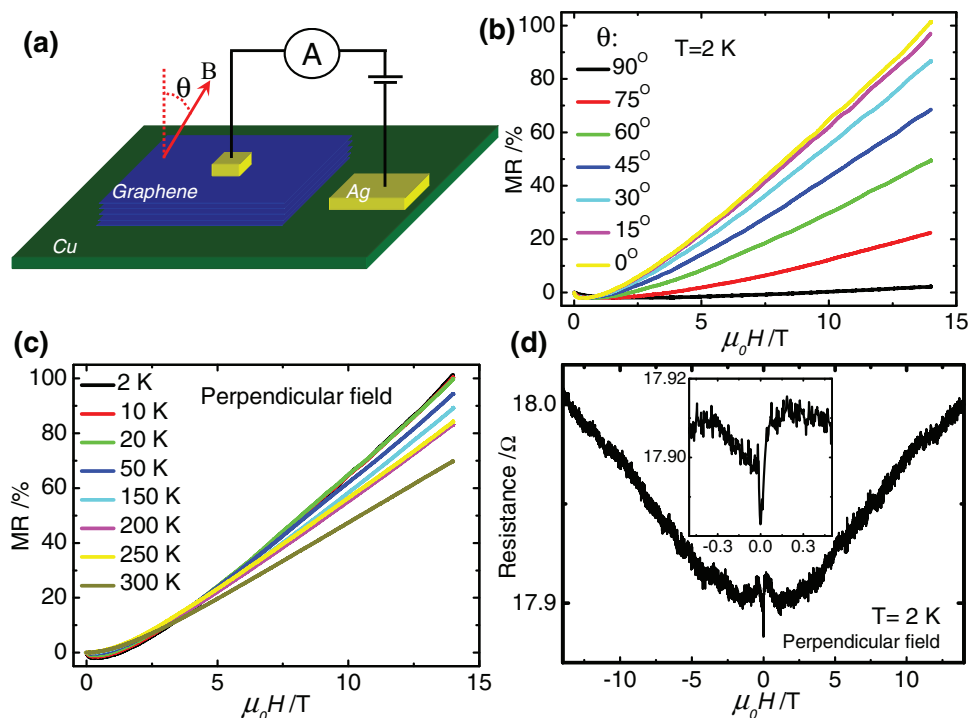 (a)
θ
B
A
Graphene
Ag
Cu
(b)
θ:
T=2 K
90°
75°
60°
45°
30°
15°
0°
MR /%
100
80
60
40
20
0
0
5
10
15
μ₀H /T
(c)
2 K
10 K
20 K
50 K
150 K
200 K
250 K
300 K
Perpendicular field
MR /%
100
80
60
40
20
0
0
5
10
15
μ₀H /T
(d)
18.0
17.9
Resistance /Ω
17.92
17.90
-0.3
0.0
0.3
T= 2 K
Perpendicular field
-10
-5
0
5
10
μ₀H /T